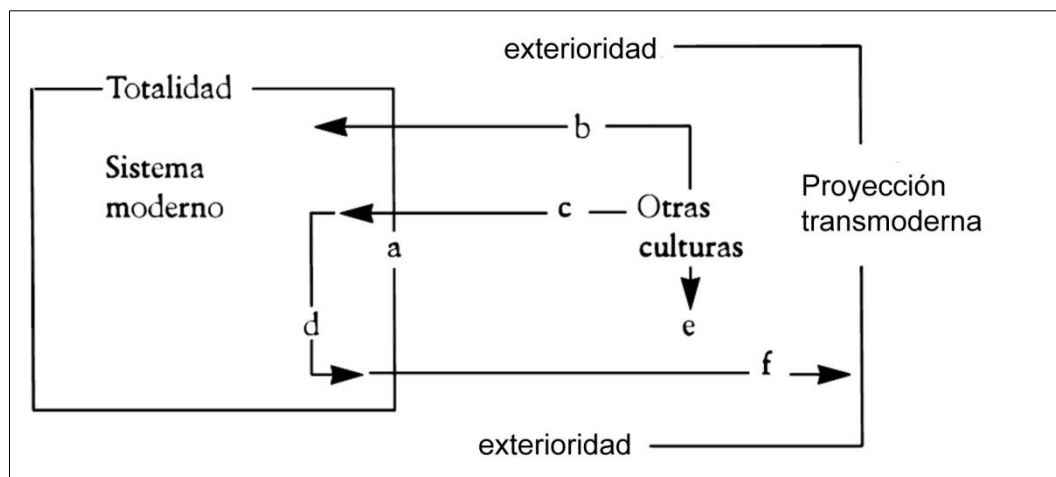 exterioridad
Totalidad
b
Sistema
moderno
Proyección
transmoderna
c
Otras
culturas
a
d
e
f
exterioridad